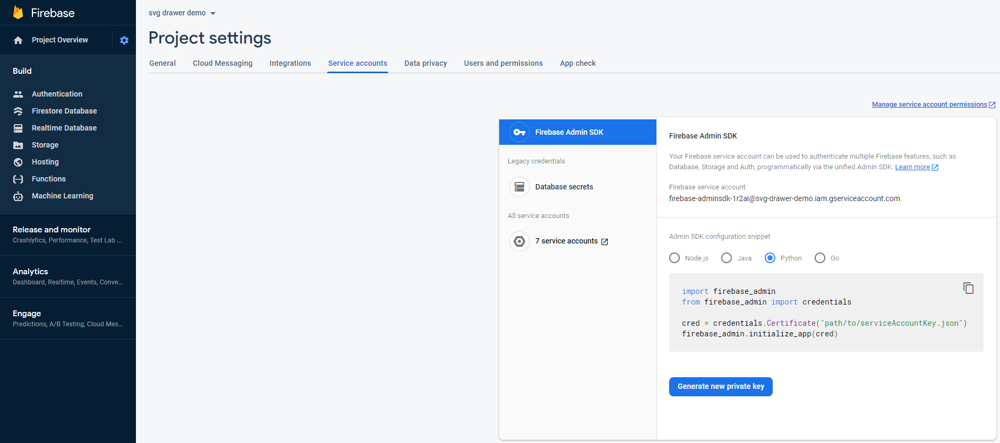 Firebase
Project Overview
Build
Authentication
Firestore Database
Realtime Database
Storage
Hosting
Functions
Machine Learning
Release and monitor
Crashlytics, Performance, Test Lab ...
Analytics
Dashboard, Realtime, Events, Conve...
Engage
Predictions, A/B Testing, Cloud Mes...
svg drawer demo
Project settings
General Cloud Messaging Integrations Service accounts Data privacy Users and permissions App check
Manage service account permissions
Firebase Admin SDK
Legacy credentials
Database secrets
All service accounts
7 service accounts
Firebase Admin SDK
Your Firebase service account can be used to authenticate multiple Firebase features, such as
Database, Storage and Auth, programmatically via the unified Admin SDK. Learn more
Firebase service account
firebase-adminsdk-1r2ai@svg-drawer-demo.iam.gserviceaccount.com
Admin SDK configuration snippet
Node.js Java Python Go
import firebase_admin
from firebase_admin import credentials
cred = credentials.Certificate("path/to/serviceAccountKey.json")
firebase_admin.initialize_app(cred)
Generate new private key